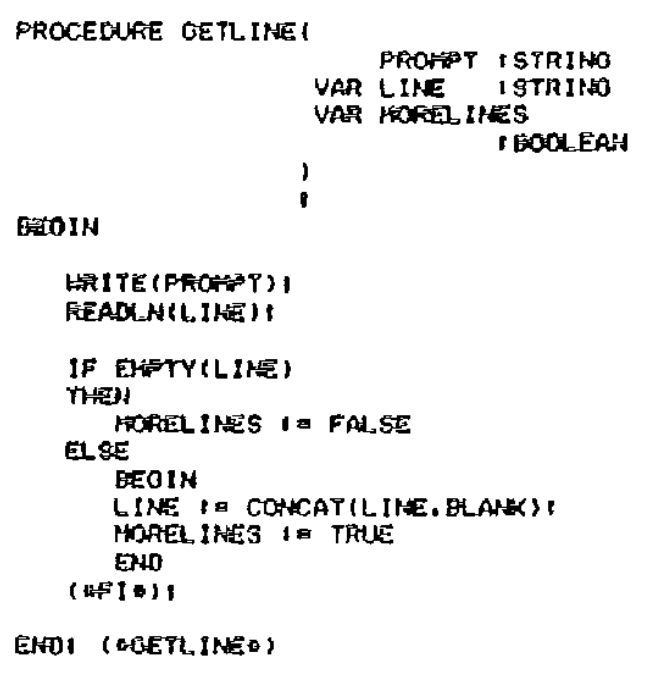 PROCEDURE GETLINE(
PROMPT :STRING
VAR LINE :STRING
VAR MORELINES
:BOOLEAN
)
;
BEGIN
WRITE(PROMPT);
READLN(LINE);
IF EMPTY(LINE)
THEN
MORELINES := FALSE
ELSE
BEGIN
LINE := CONCAT(LINE,BLANK);
MORELINES := TRUE
END
(*FI*);
END; (*GETLINE*)